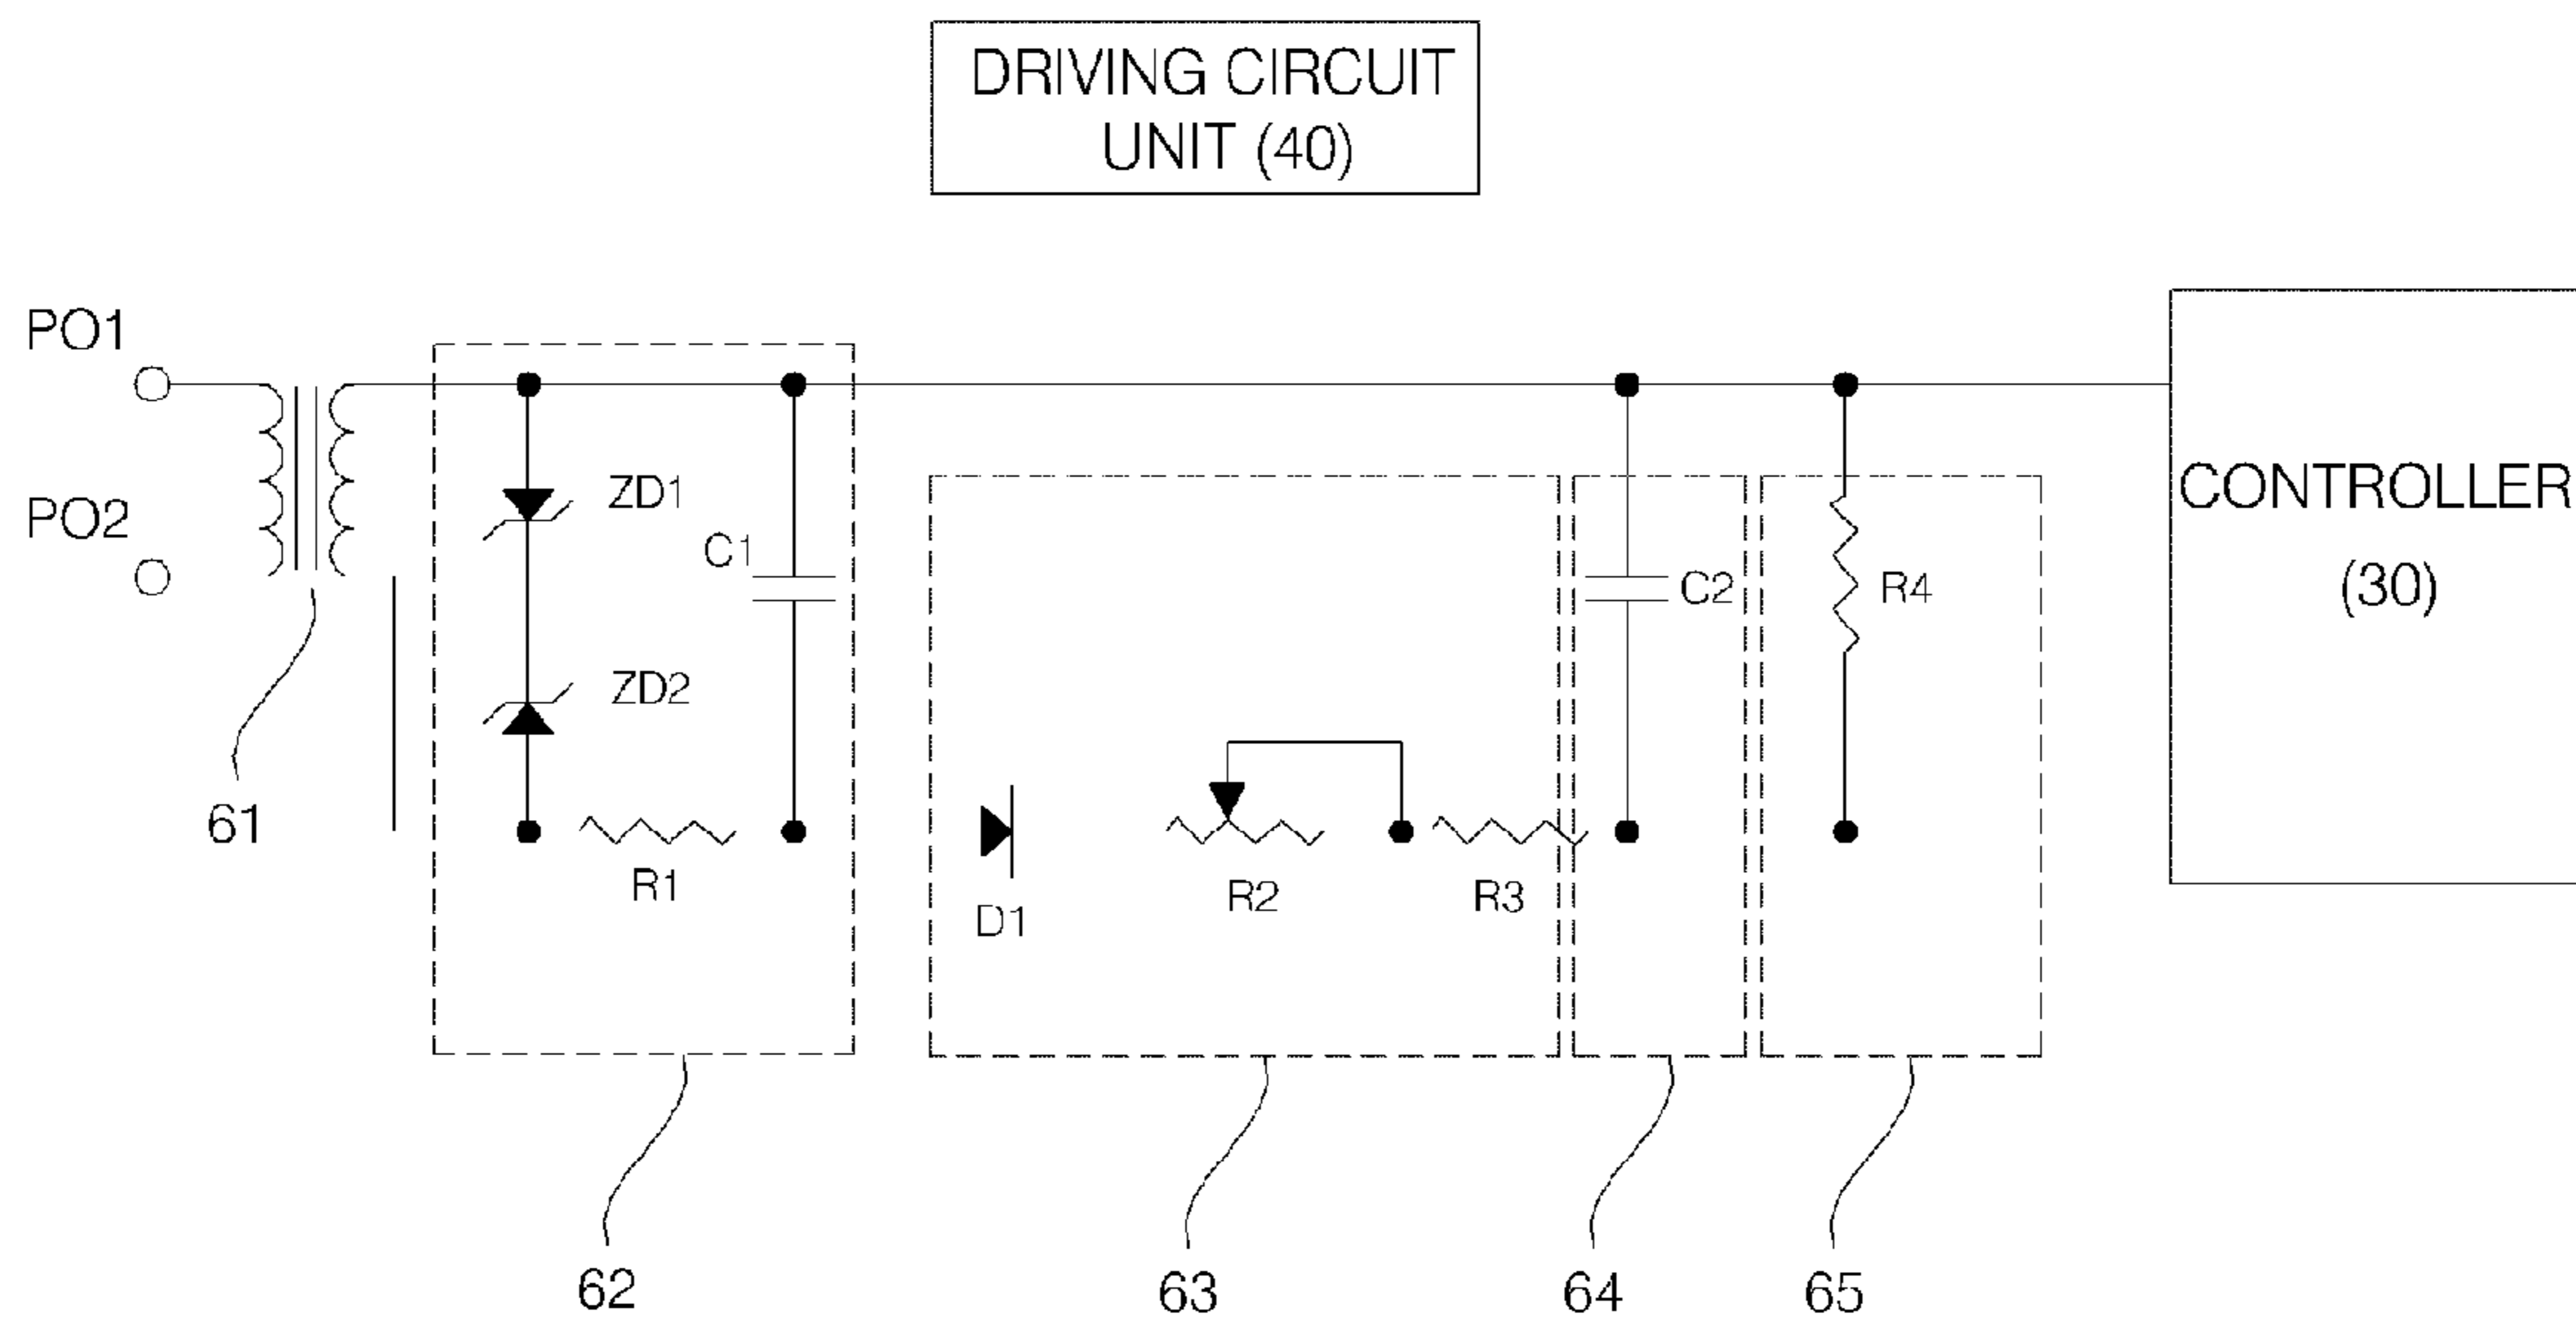 DRIVING CIRCUIT
UNIT (40)
PO1
PO2
ZD1
C1
ZD2
R1
61
D1
R2
R3
C2
R4
CONTROLLER
(30)
62
63
64
65